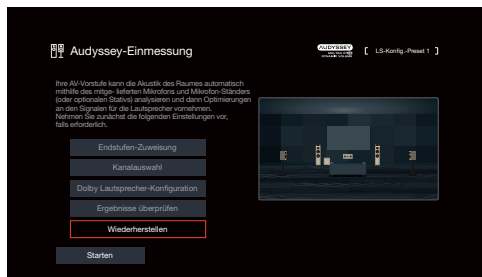 Audyssey-Einmessung
AUDYSSEY
[ LS-Konfig.-Preset 1 ]
Ihre AV-Vorstufe kann die Akustik des Raumes automatisch
mithilfe des mitge- lieferten Mikrofons und Mikrofon-Ständers
(oder optionalen Stativs) analysieren und dann Optimierungen
an den Signalen für die Lautsprecher vornehmen.
Nehmen Sie zunächst die folgenden Einstellungen vor,
falls erforderlich.
Endstufen-Zuweisung
Kanalauswahl
Dolby Lautsprecher-Konfiguration
Ergebnisse überprüfen
Wiederherstellen
Starten